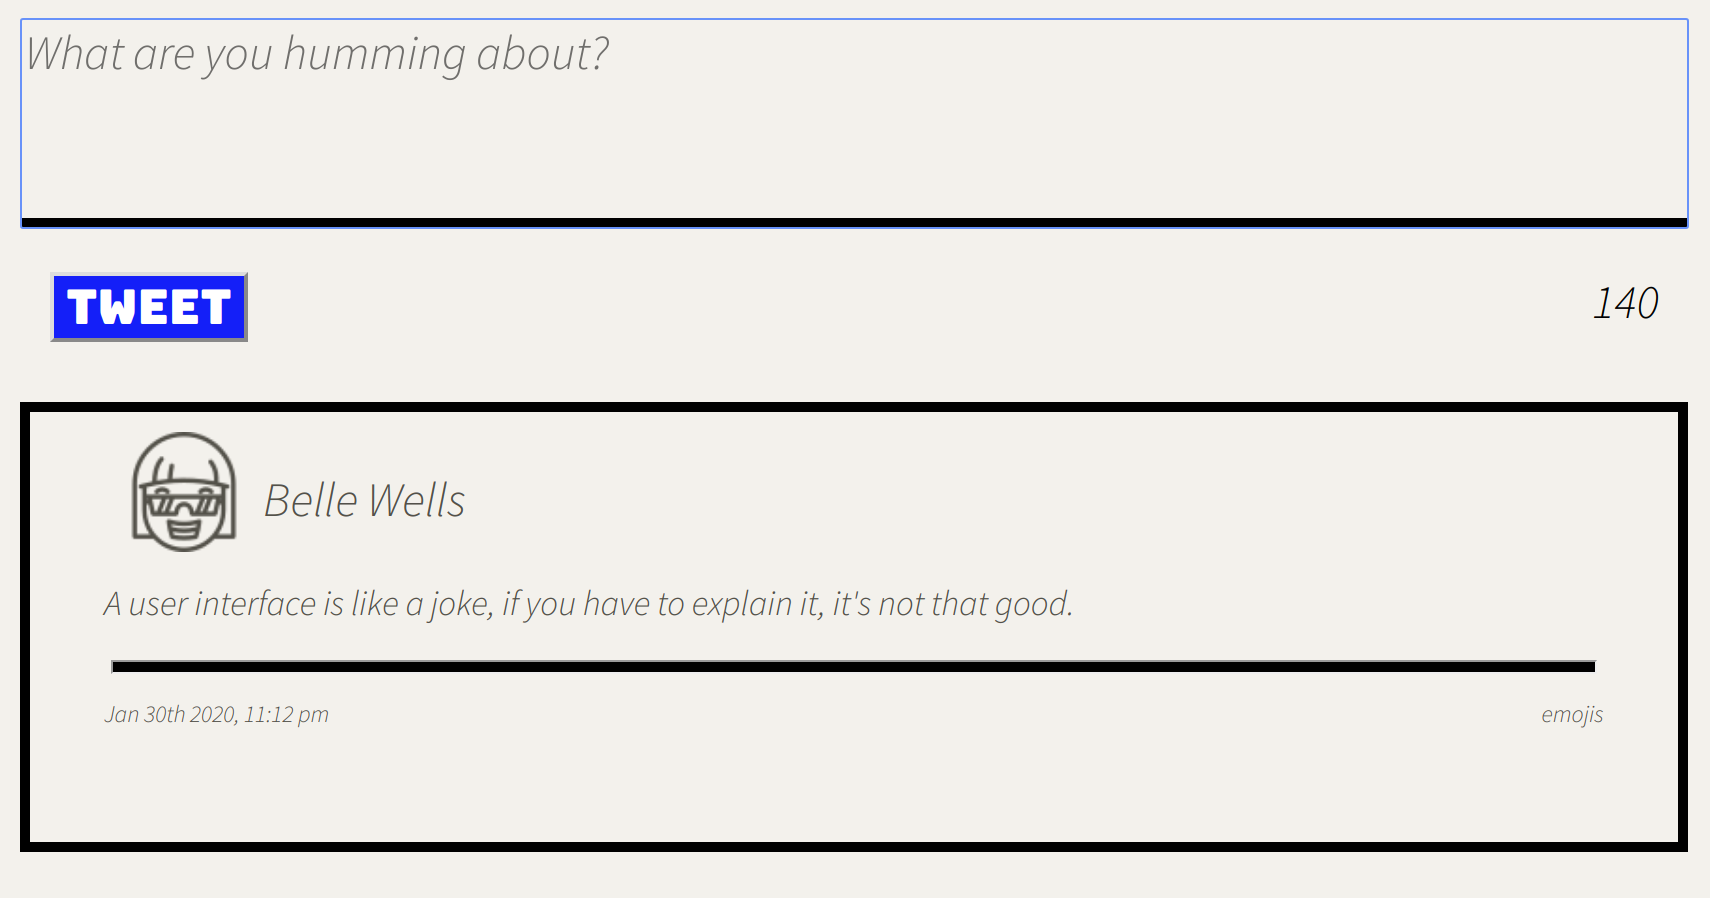 What are you humming about?
TWEET
140
Belle Wells
A user interface is like a joke, if you have to explain it, it's not that good.
Jan 30th 2020, 11:12 pm
emojis